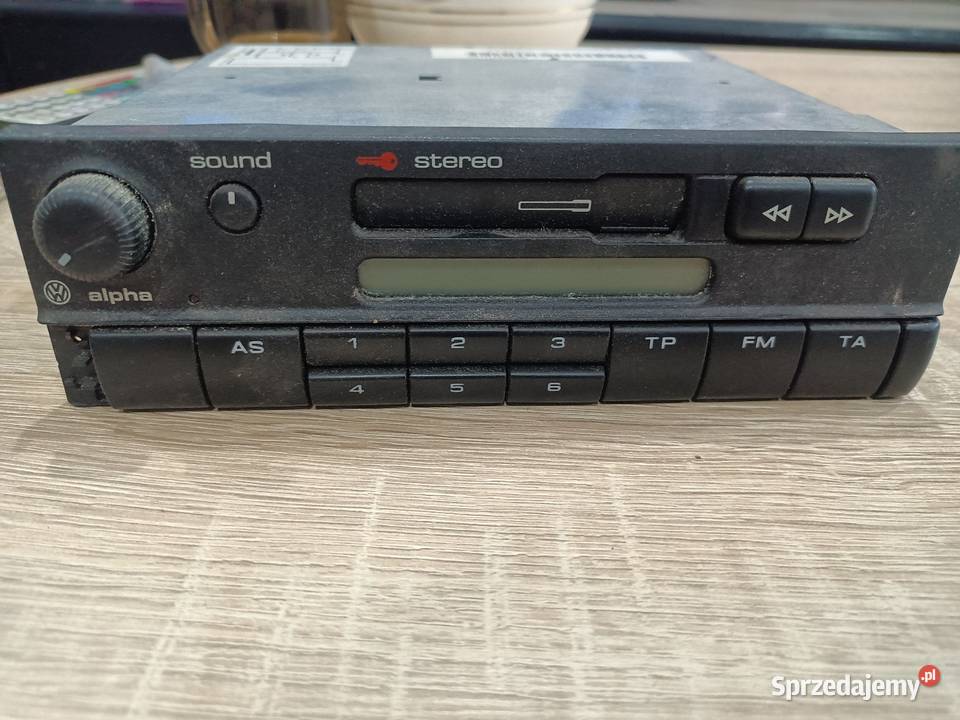 sound
stereo
alpha
AS
1
2
3
TP
FM
TA
4
5
6
Sprzedajemy.pl